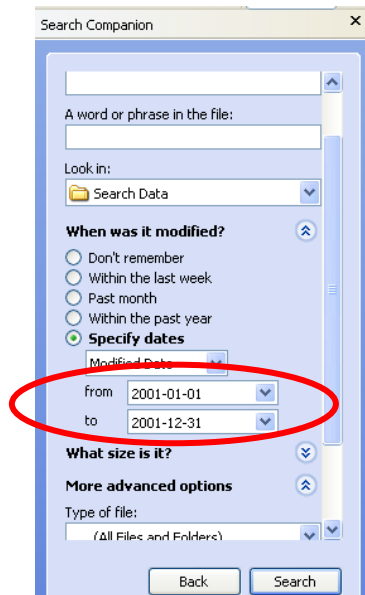 Search Companion
A word or phrase in the file:
Look in:
Search Data
When was it modified?
Don't remember
Within the last week
Past month
Within the past year
Specify dates
Modified Date
from 2001-01-01
to 2001-12-31
What size is it?
More advanced options
Type of file:
(All Files and Folders)
Back Search